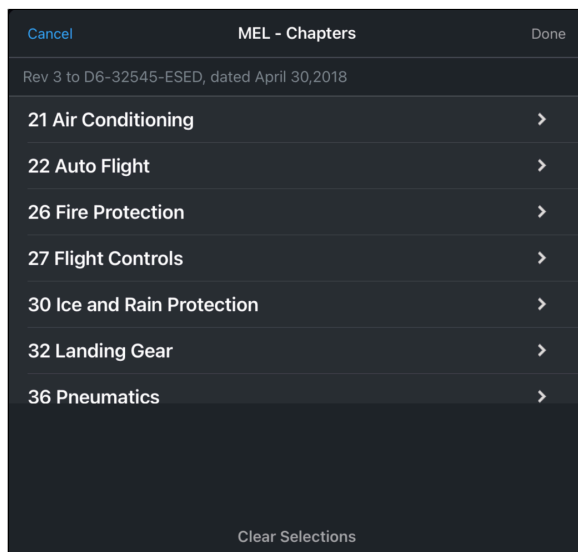 Cancel MEL - Chapters Done
Rev 3 to D6-32545-ESED, dated April 30,2018
21 Air Conditioning
22 Auto Flight
26 Fire Protection
27 Flight Controls
30 Ice and Rain Protection
32 Landing Gear
36 Pneumatics
Clear Selections